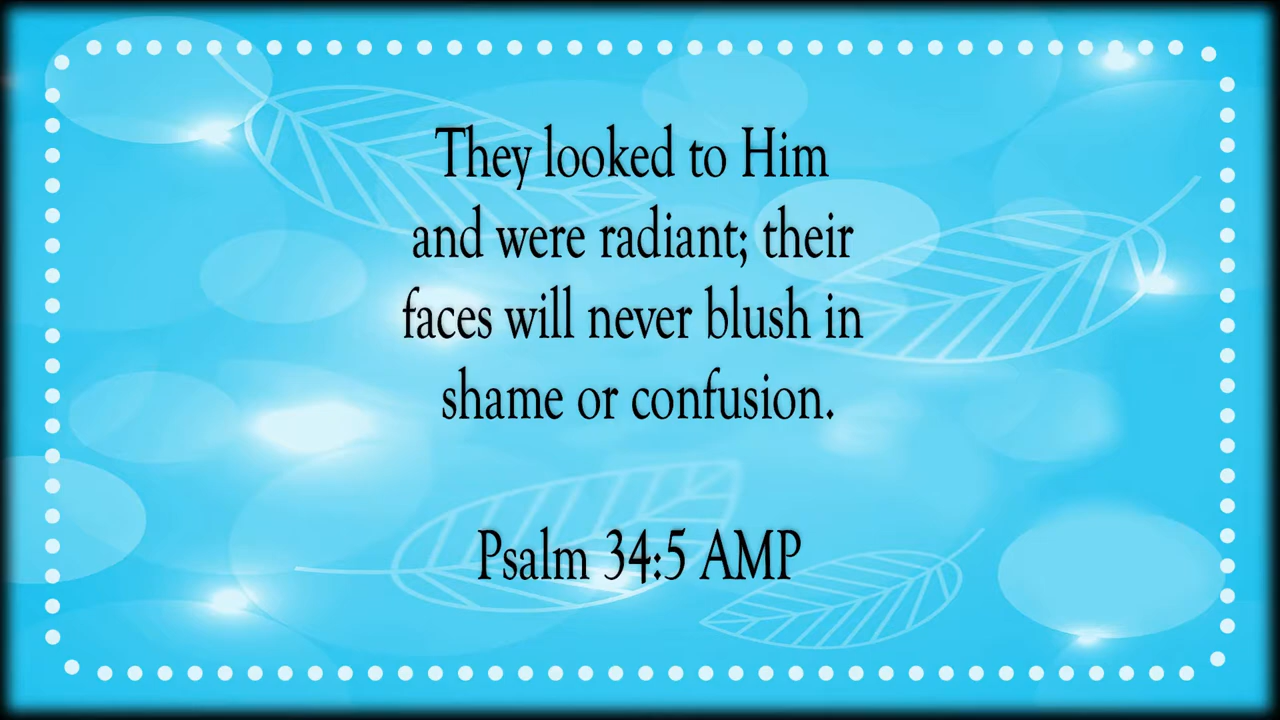 They looked to Him
and were radiant; their
faces will never blush in
shame or confusion.
Psalm 34:5 AMP